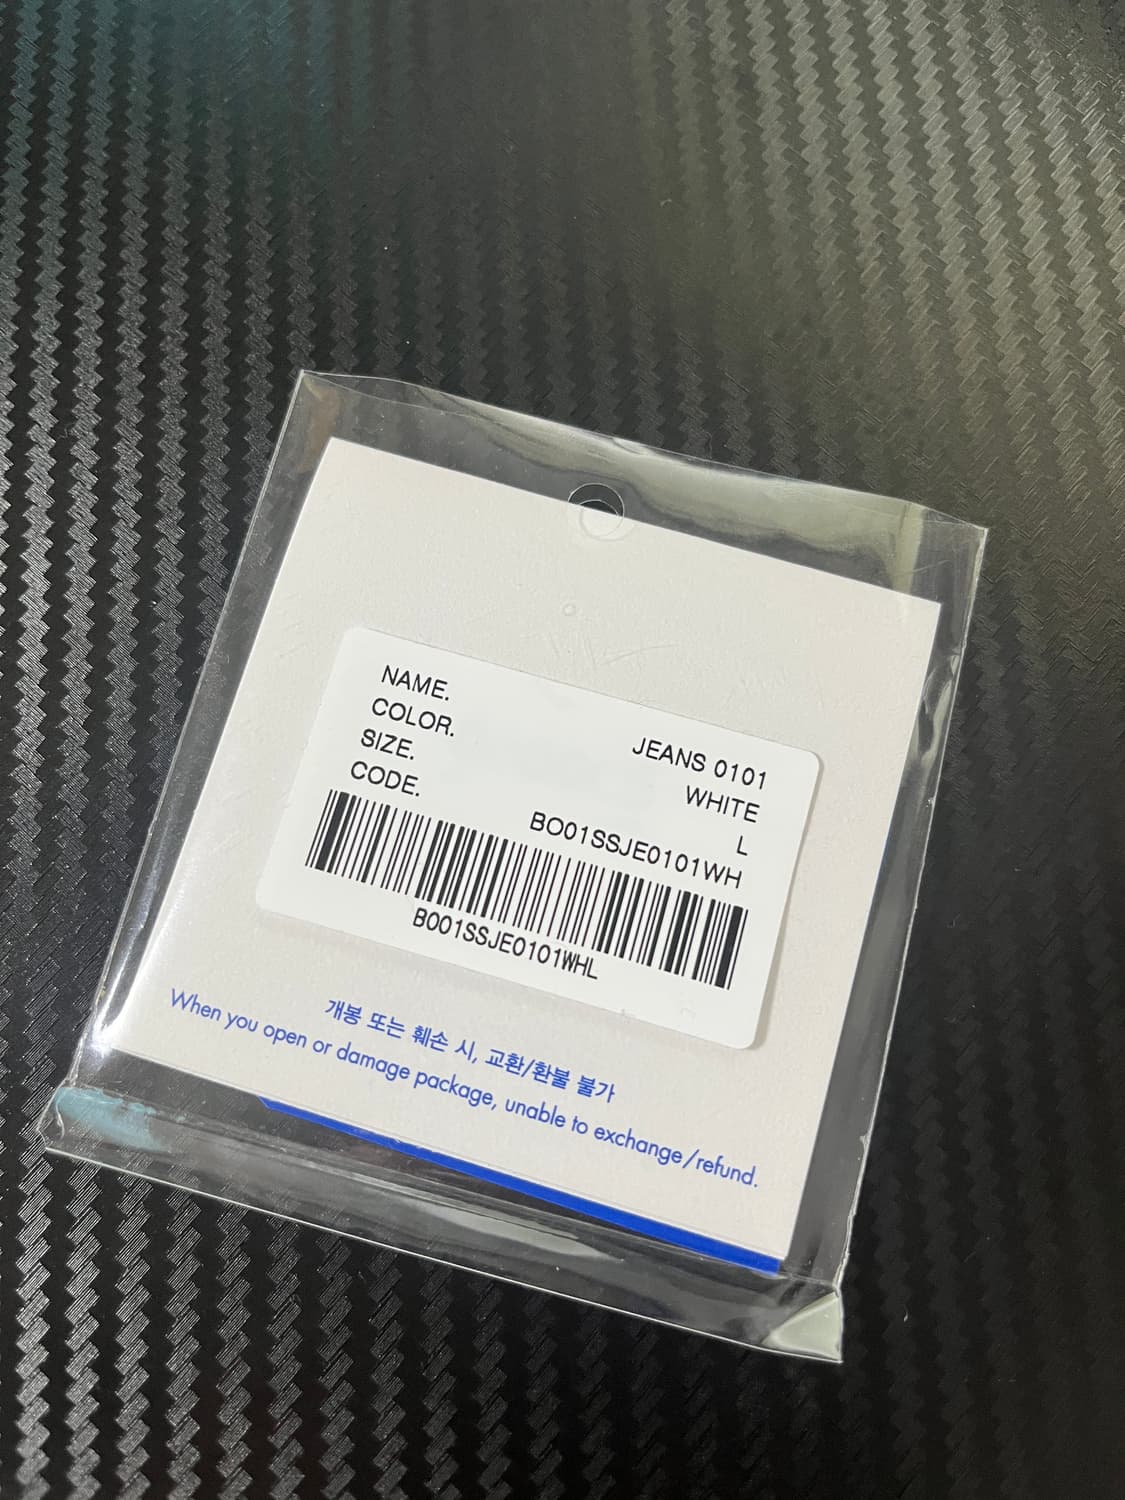 NAME. JEANS 0101
COLOR. WHITE
SIZE. L
CODE. BO01SSJE0101WH
BO01SSJE0101WHL
개봉 또는 훼손 시, 교환/환불 불가
When you open or damage package, unable to exchange/refund.